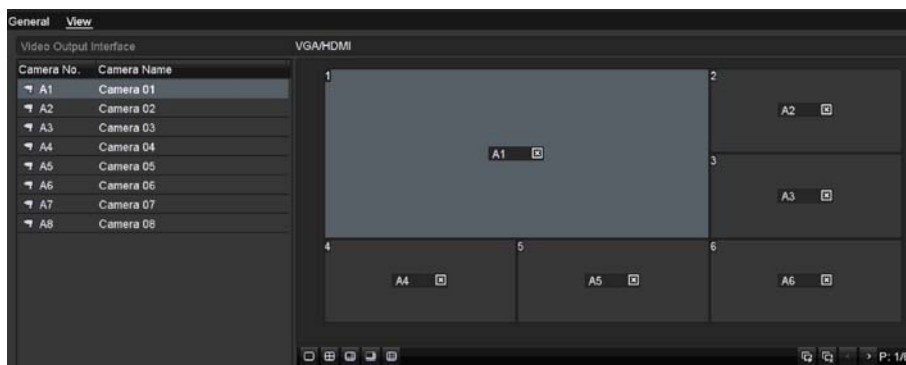 General View
Video Output Interface VGA/HDMI
Camera No. Camera Name
A1 Camera 01
A2 Camera 02
A3 Camera 03
A4 Camera 04
A5 Camera 05
A6 Camera 06
A7 Camera 07
A8 Camera 08
1 2
A2
A1
3
A3
4 5 6
A4 A5 A6
P: